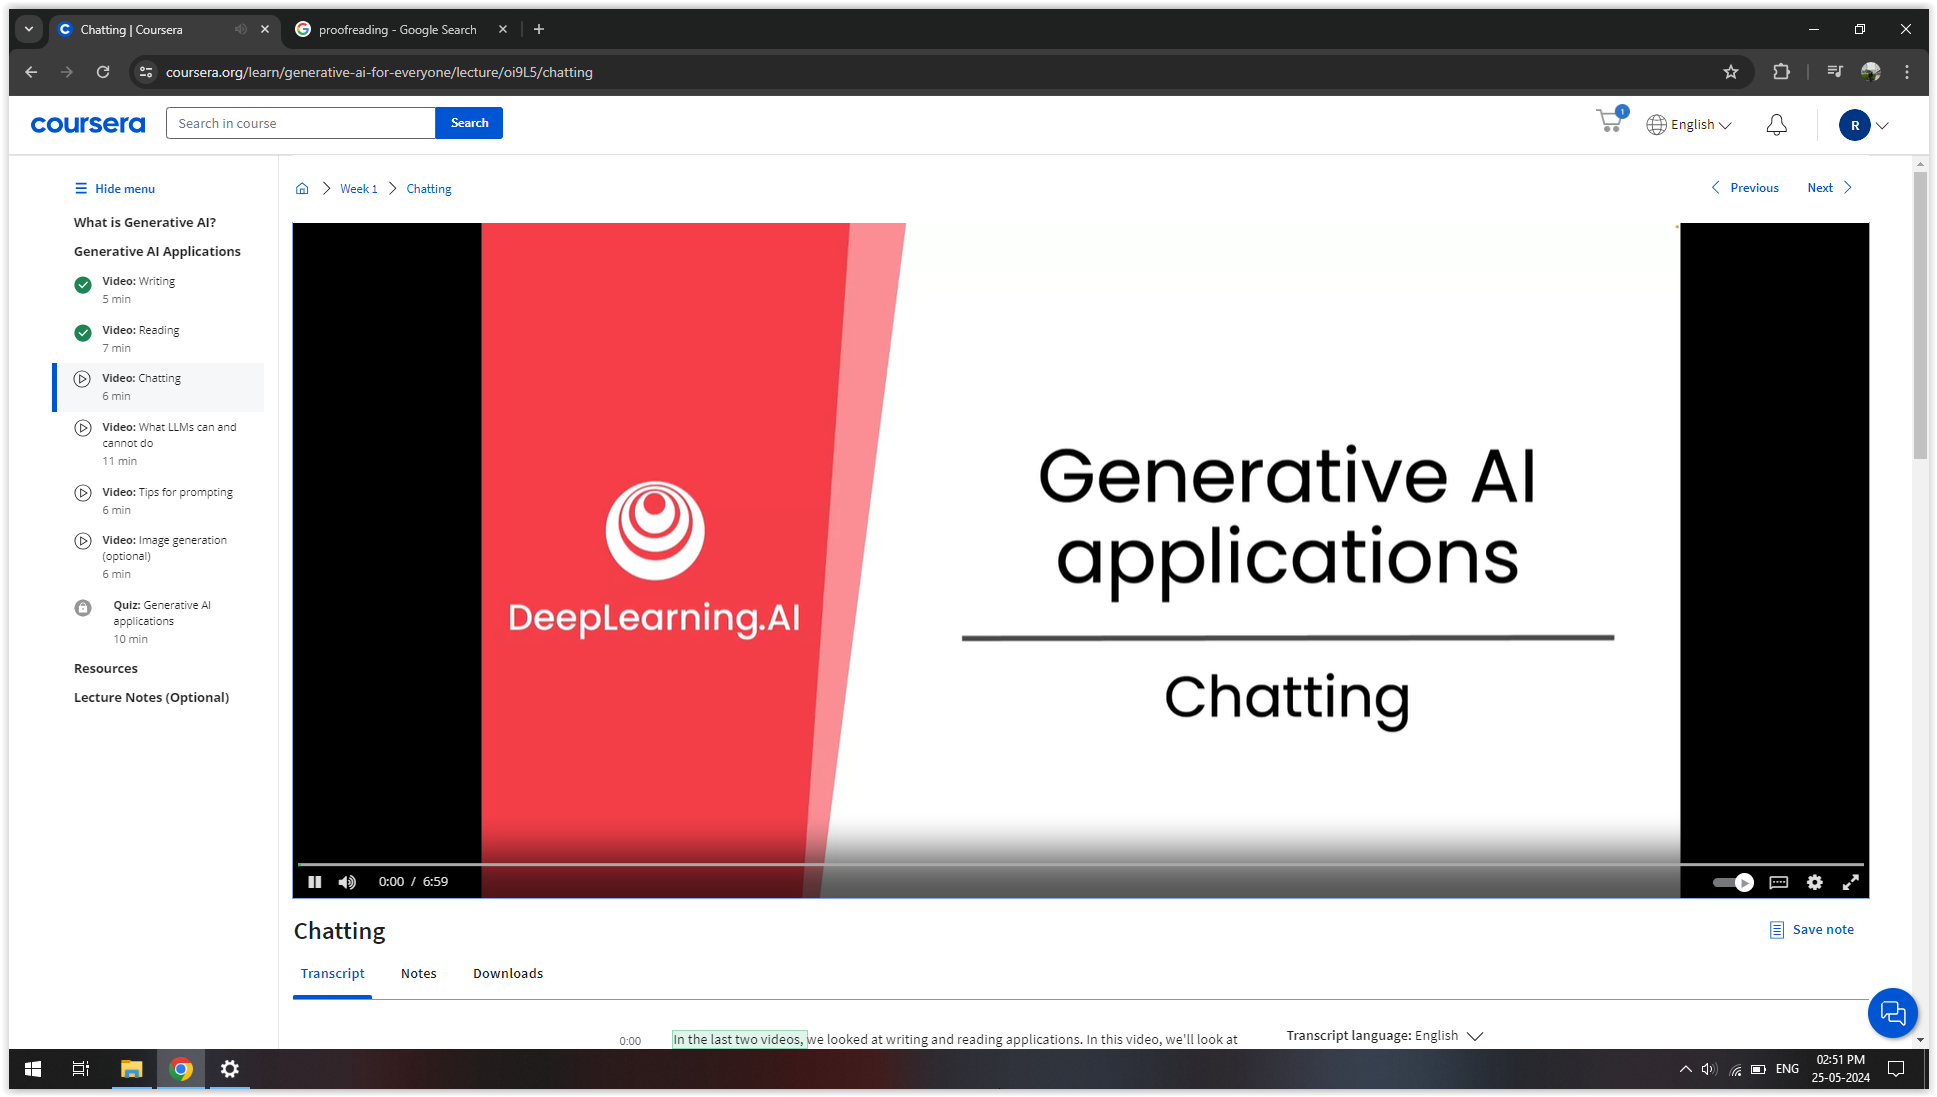 Chatting | Coursera
proofreading - Google Search
coursera.org/learn/generative-ai-for-everyone/lecture/oi9L5/chatting
coursera
Search in course
Search
1
English
R
Hide menu
Week 1
Chatting
Previous
Next
What is Generative AI?
Generative AI Applications
Video: Writing
5 min
Video: Reading
7 min
Video: Chatting
6 min
Video: What LLMs can and
cannot do
11 min
Video: Tips for prompting
6 min
Video: Image generation
(optional)
6 min
Quiz: Generative AI
applications
10 min
Resources
Lecture Notes (Optional)
DeepLearning.AI
Generative AI
applications
Chatting
0:00 / 6:59
Chatting
Save note
Transcript
Notes
Downloads
0:00
In the last two videos, we looked at writing and reading applications. In this video, we'll look at
Transcript language: English
ENG
02:51 PM
25-05-2024